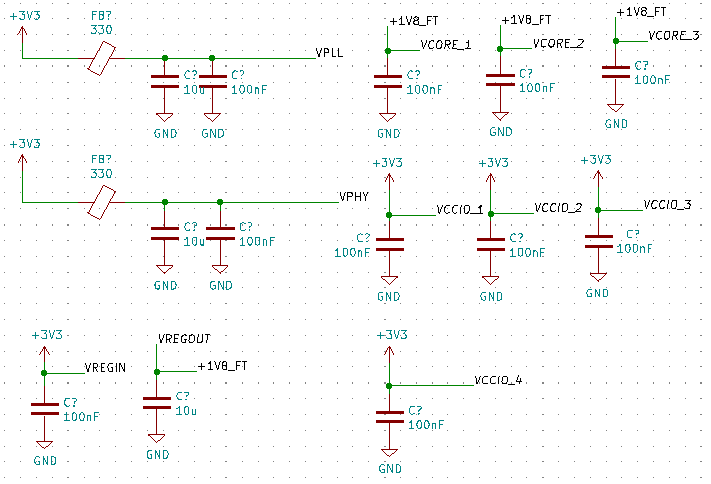 +3V3
FB?
330
VPLL
C?
10u
C?
100nF
GND
GND
+1V8_FT
VCORE_1
C?
100nF
GND
+1V8_FT
VCORE_2
C?
100nF
GND
+1V8_FT
VCORE_3
C?
100nF
GND
+3V3
FB?
330
VPHY
C?
10u
C?
100nF
GND
GND
+3V3
VCCIO_1
C?
100nF
GND
+3V3
VCCIO_2
C?
100nF
GND
+3V3
VCCIO_3
C?
100nF
GND
+3V3
VREGIN
C?
100nF
GND
VREGOUT
+1V8_FT
C?
10u
GND
+3V3
VCCIO_4
C?
100nF
GND